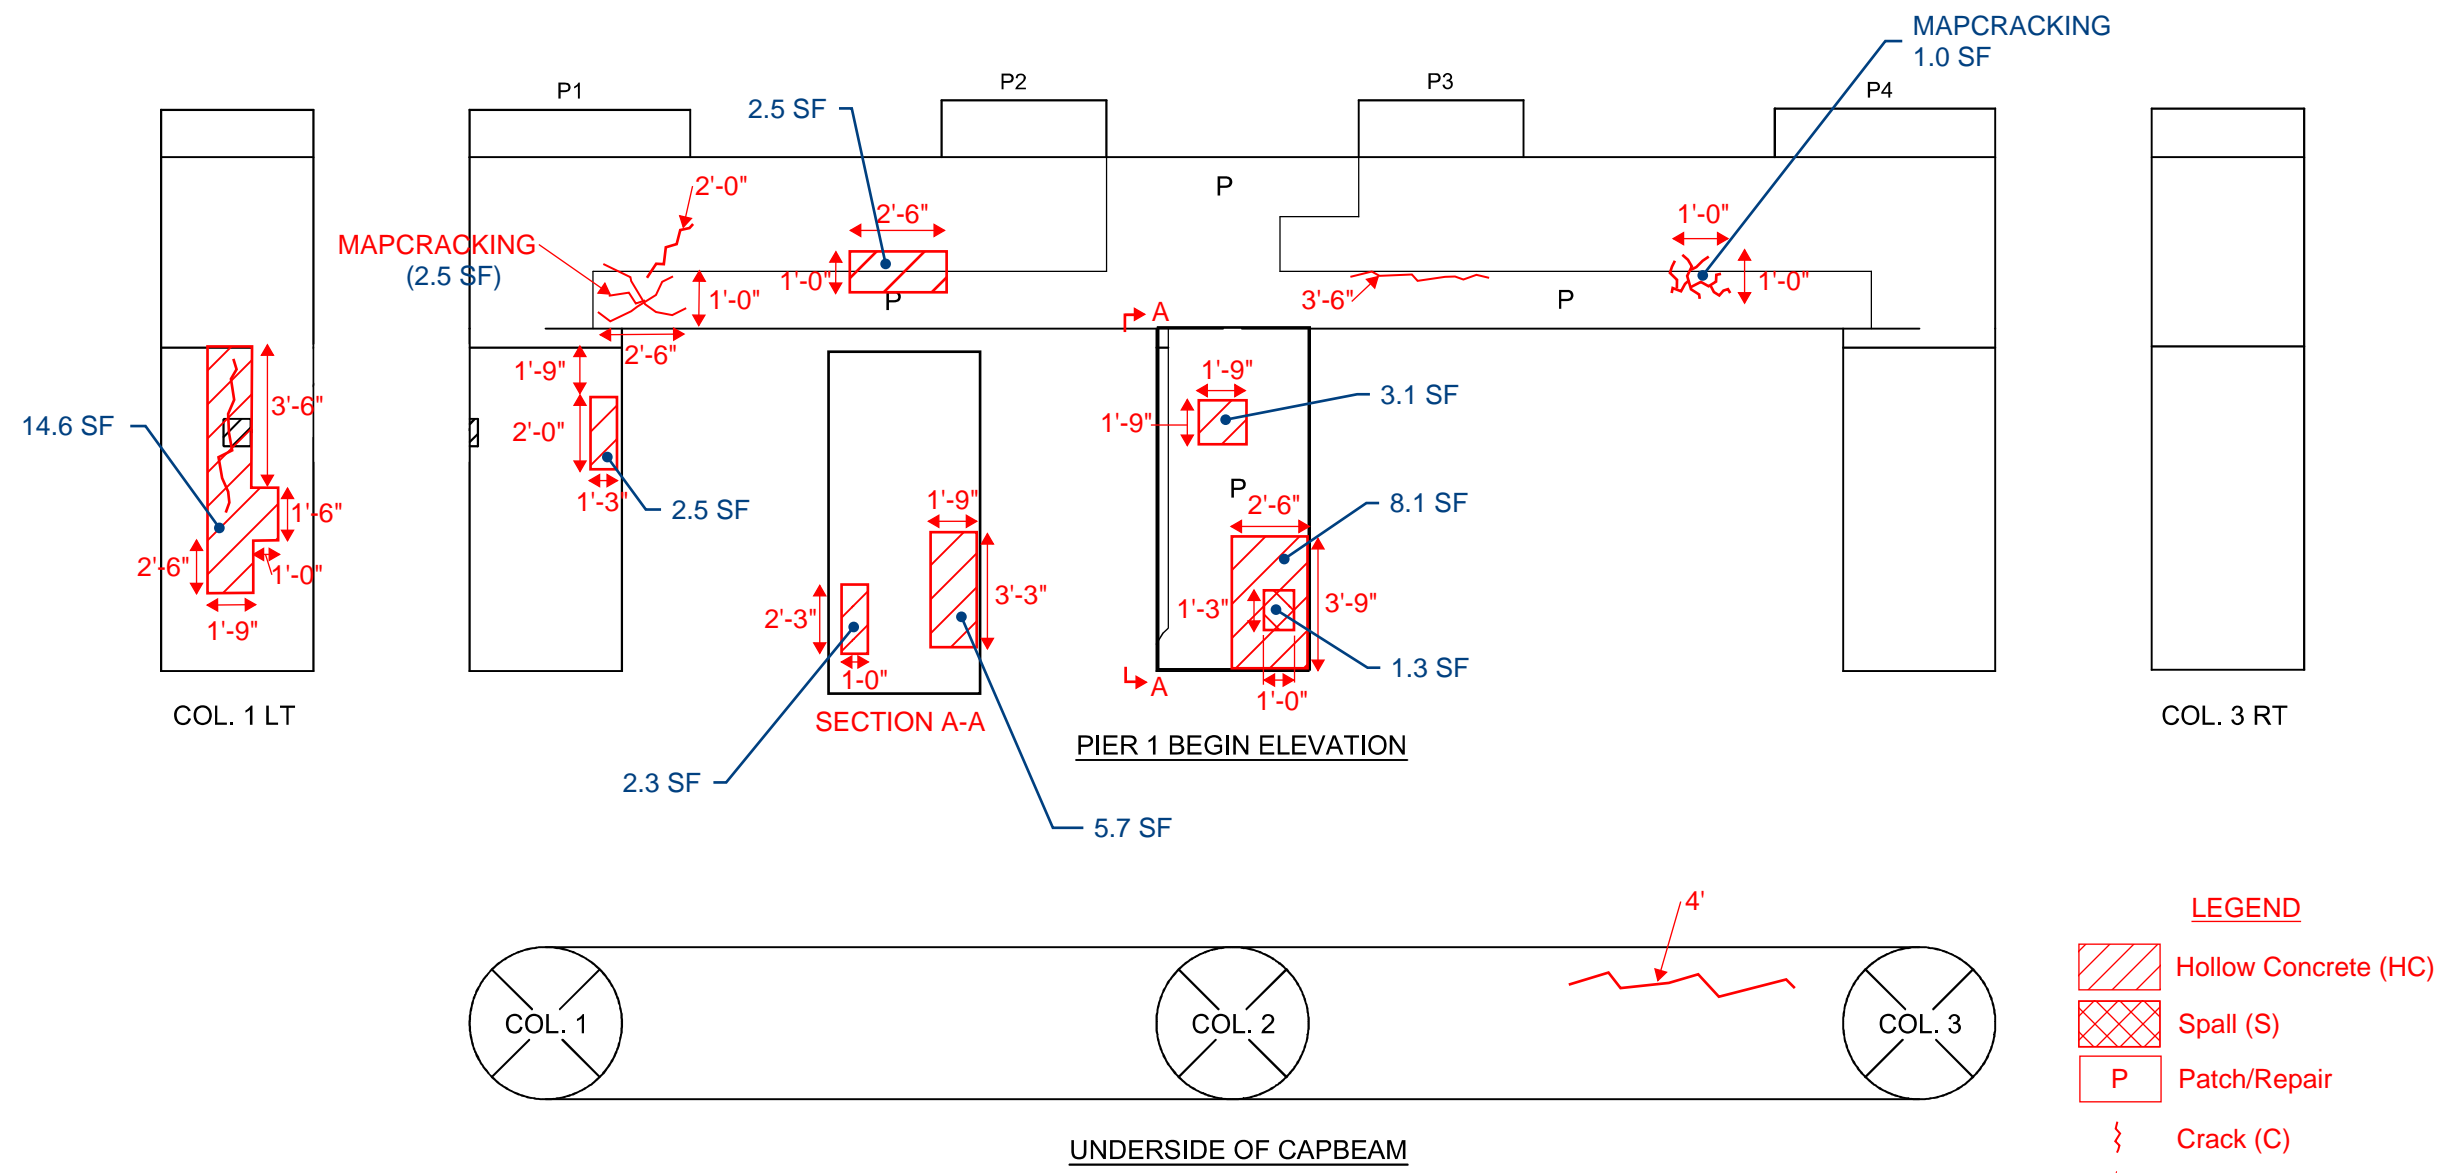 MAPCRACKING
1.0 SF
P1
P2
P3
P4
2.5 SF
2'-0"
P
2'-6"
1'-0"
MAPCRACKING
(2.5 SF)
1'-0"
1'-0"
P
3'-6"
P
1'-0"
A
2'-6"
1'-9"
1'-9"
3'-6"
2'-0"
1'-9"
3.1 SF
14.6 SF
1'-3"
2.5 SF
1'-9"
P
2'-6"
8.1 SF
1'-6"
2'-6"
1'-0"
2'-3"
3'-3"
1'-3"
3'-9"
1'-9"
1-0"
A
1'-0"
1.3 SF
COL. 1 LT
SECTION A-A
PIER 1 BEGIN ELEVATION
COL. 3 RT
2.3 SF
5.7 SF
4'
LEGEND
Hollow Concrete (HC)
COL. 1
COL. 2
COL. 3
Spall (S)
P
Patch/Repair
Crack (C)
UNDERSIDE OF CAPBEAM